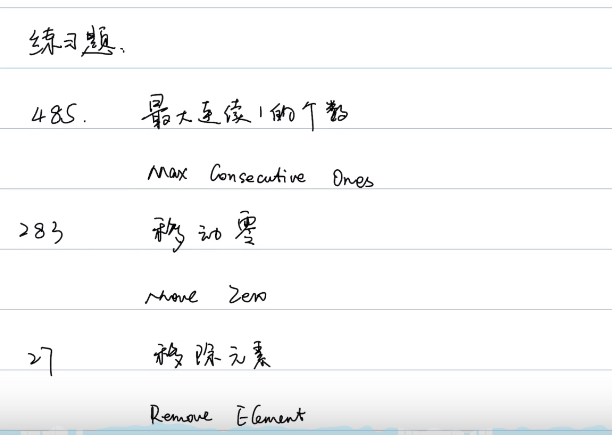 练习题、
485. 最大连续1的个数
Max Consecutive Ones
283 移动零
Move Zero
27 移除元素
Remove Element